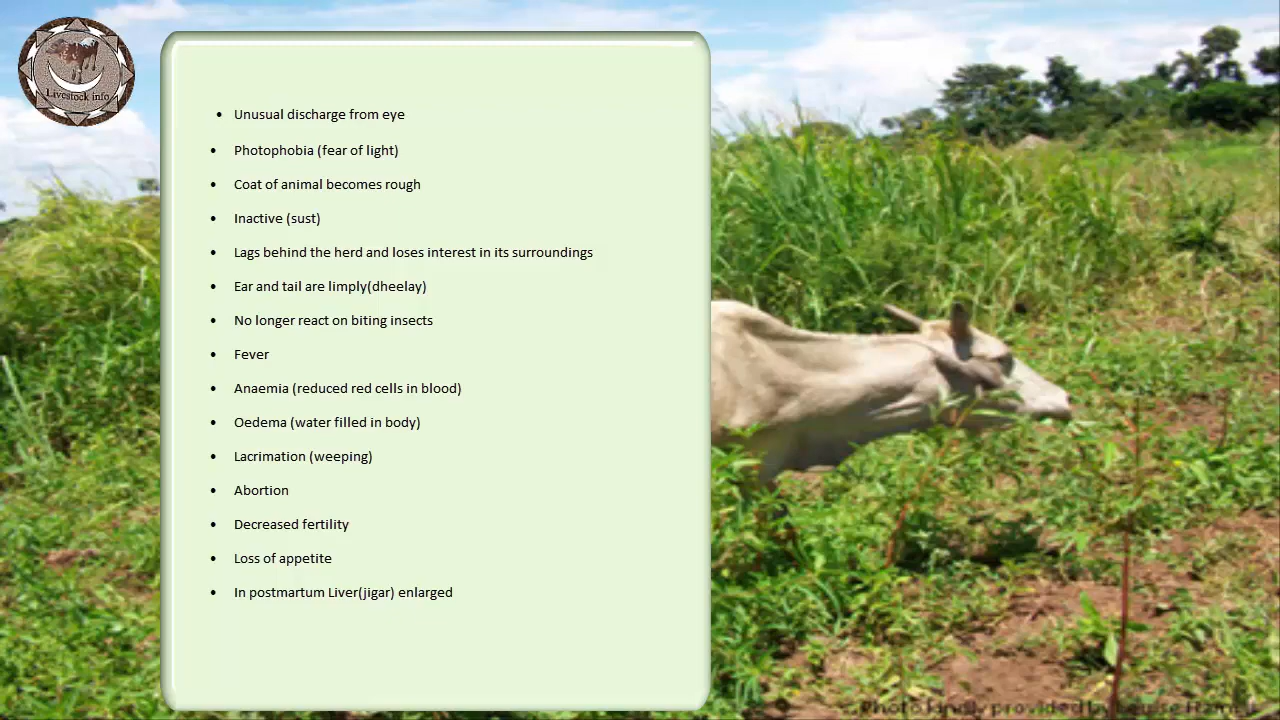 Livestock info
• Unusual discharge from eye
• Photophobia (fear of light)
• Coat of animal becomes rough
• Inactive (sust)
• Lags behind the herd and loses interest in its surroundings
• Ear and tail are limply(dheelay)
• No longer react on biting insects
• Fever
• Anaemia (reduced red cells in blood)
• Oedema (water filled in body)
• Lacrimation (weeping)
• Abortion
• Decreased fertility
• Loss of appetite
• In postmartum Liver(jigar) enlarged
Photo kindly provided by